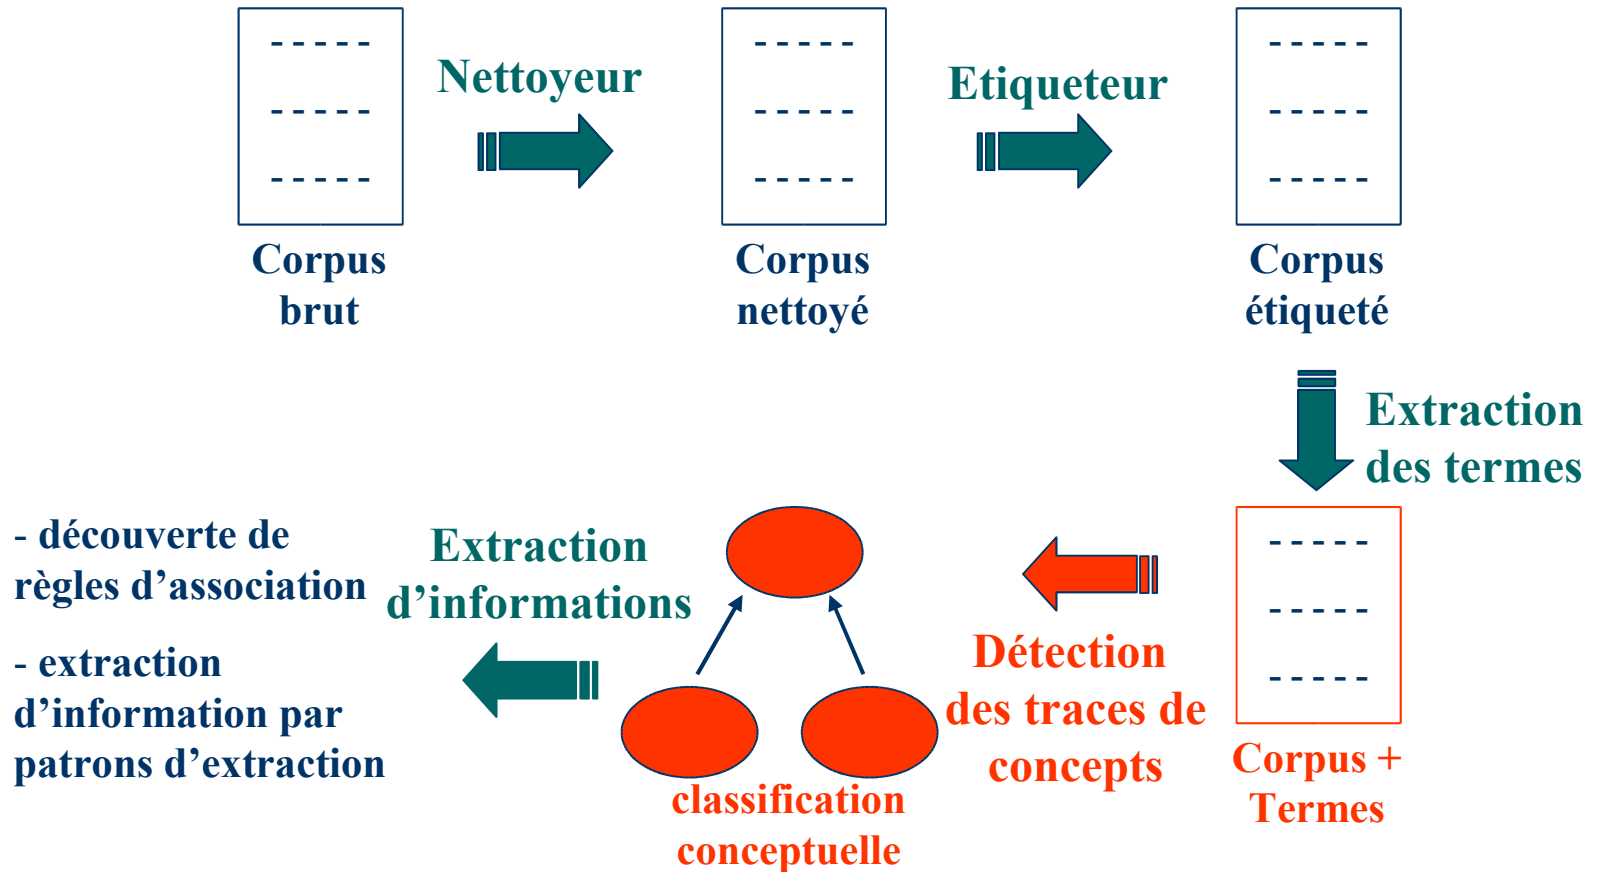 Nettoyeur
Etiqueteur
Corpus
brut
Corpus
nettoyé
Corpus
étiqueté
Extraction
des termes
Corpus +
Termes
Détection
des traces de
concepts
classification
conceptuelle
Extraction
d’informations
- découverte de
règles d’association
- extraction
d’information par
patrons d’extraction